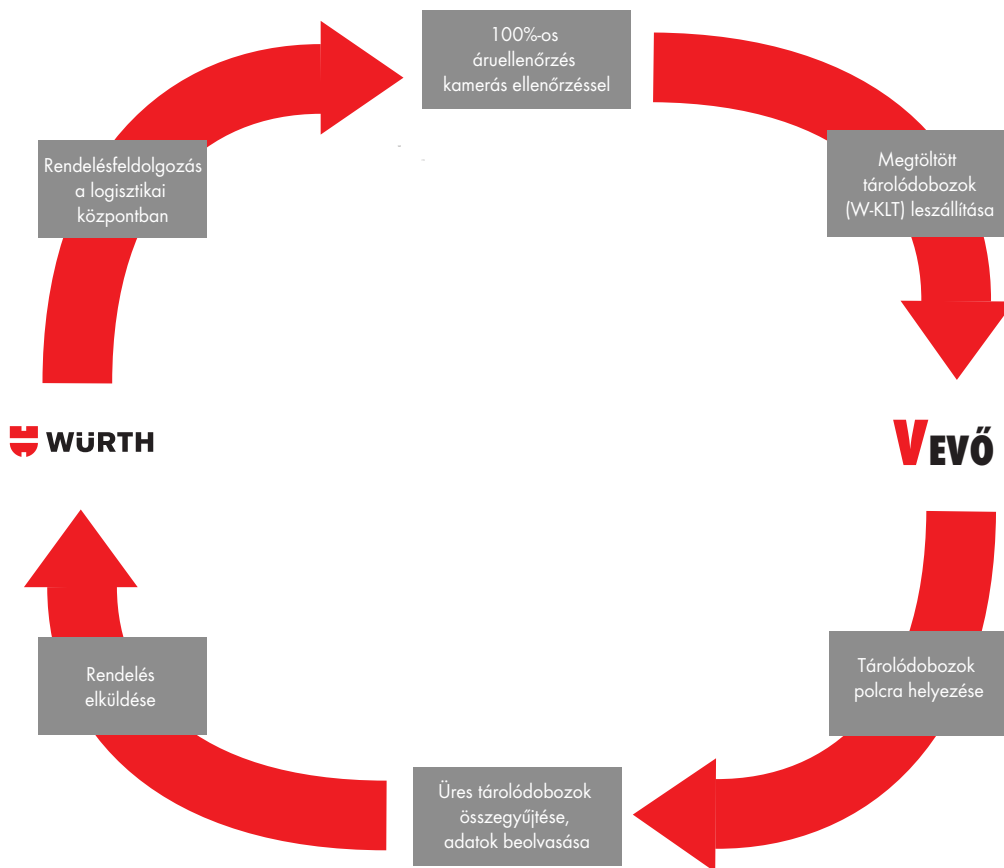 100%-os
áruellenőrzés
kamerás ellenőrzéssel
Rendelésfeldolgozás
a logisztikai
központban
Megtöltött
tárolódobozok
(W-KLT) leszállítása
WÜRTH
VEVŐ
Rendelés
elküldése
Tárolódobozok
polcra helyezése
Üres tárolódobozok
összegyűjtése,
adatok beolvasása